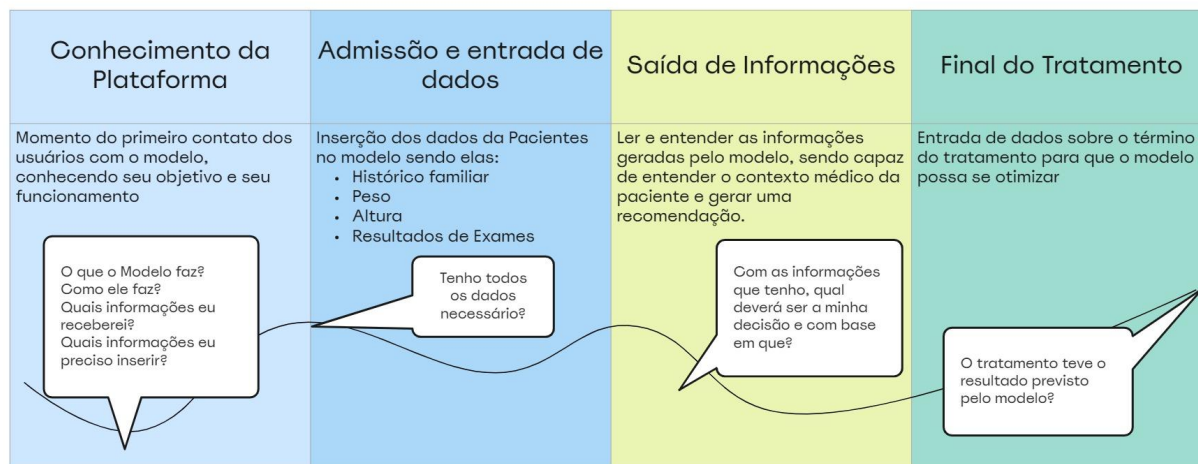 Conhecimento da
Plataforma
Admissão e entrada de
dados
Saída de Informações
Final do Tratamento
Momento do primeiro contato dos
usuários com o modelo,
conhecendo seu objetivo e seu
funcionamento
Inserção dos dados da Pacientes
no modelo sendo elas:
• Histórico familiar
• Peso
• Altura
• Resultados de Exames
Ler e entender as informações
geradas pelo modelo, sendo capaz
de entender o contexto médico da
paciente e gerar uma
recomendação.
Entrada de dados sobre o término
do tratamento para que o modelo
possa se otimizar
O que o Modelo faz?
Como ele faz?
Quais informações eu
receberei?
Quais informações eu
preciso inserir?
Tenho todos
os dados
necessário?
Com as informações
que tenho, qual
deverá ser a minha
decisão e com base
em que?
O tratamento teve o
resultado previsto
pelo modelo?